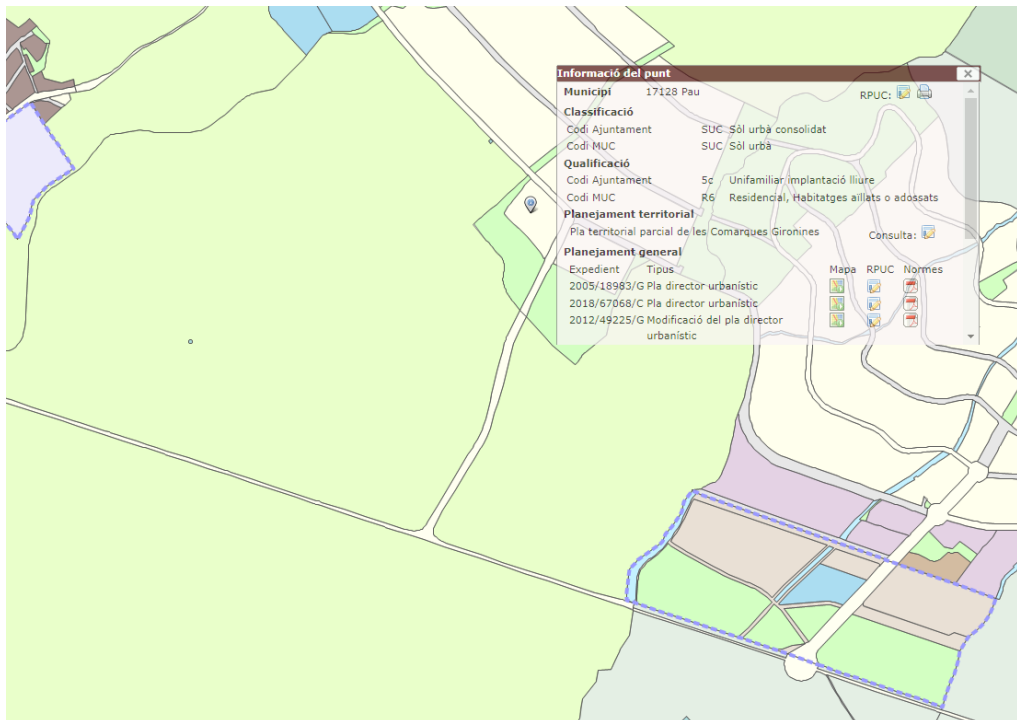 Informació del punt
Municipi 17128 Pau RPUC:
Classificació
Codi Ajuntament SUC Sòl urbà consolidat
Codi MUC SUC Sòl urbà
Qualificació
Codi Ajuntament 5c Unifamiliar implantació lliure
Codi MUC R6 Residencial, Habitatges aïllats o adossats
Planejament territorial
Pla territorial parcial de les Comarques Gironines Consulta:
Planejament general
Expedient Tipus Mapa RPUC Normes
2005/18983/G Pla director urbanístic
2018/67068/C Pla director urbanístic
2012/49225/G Modificació del pla director
urbanístic